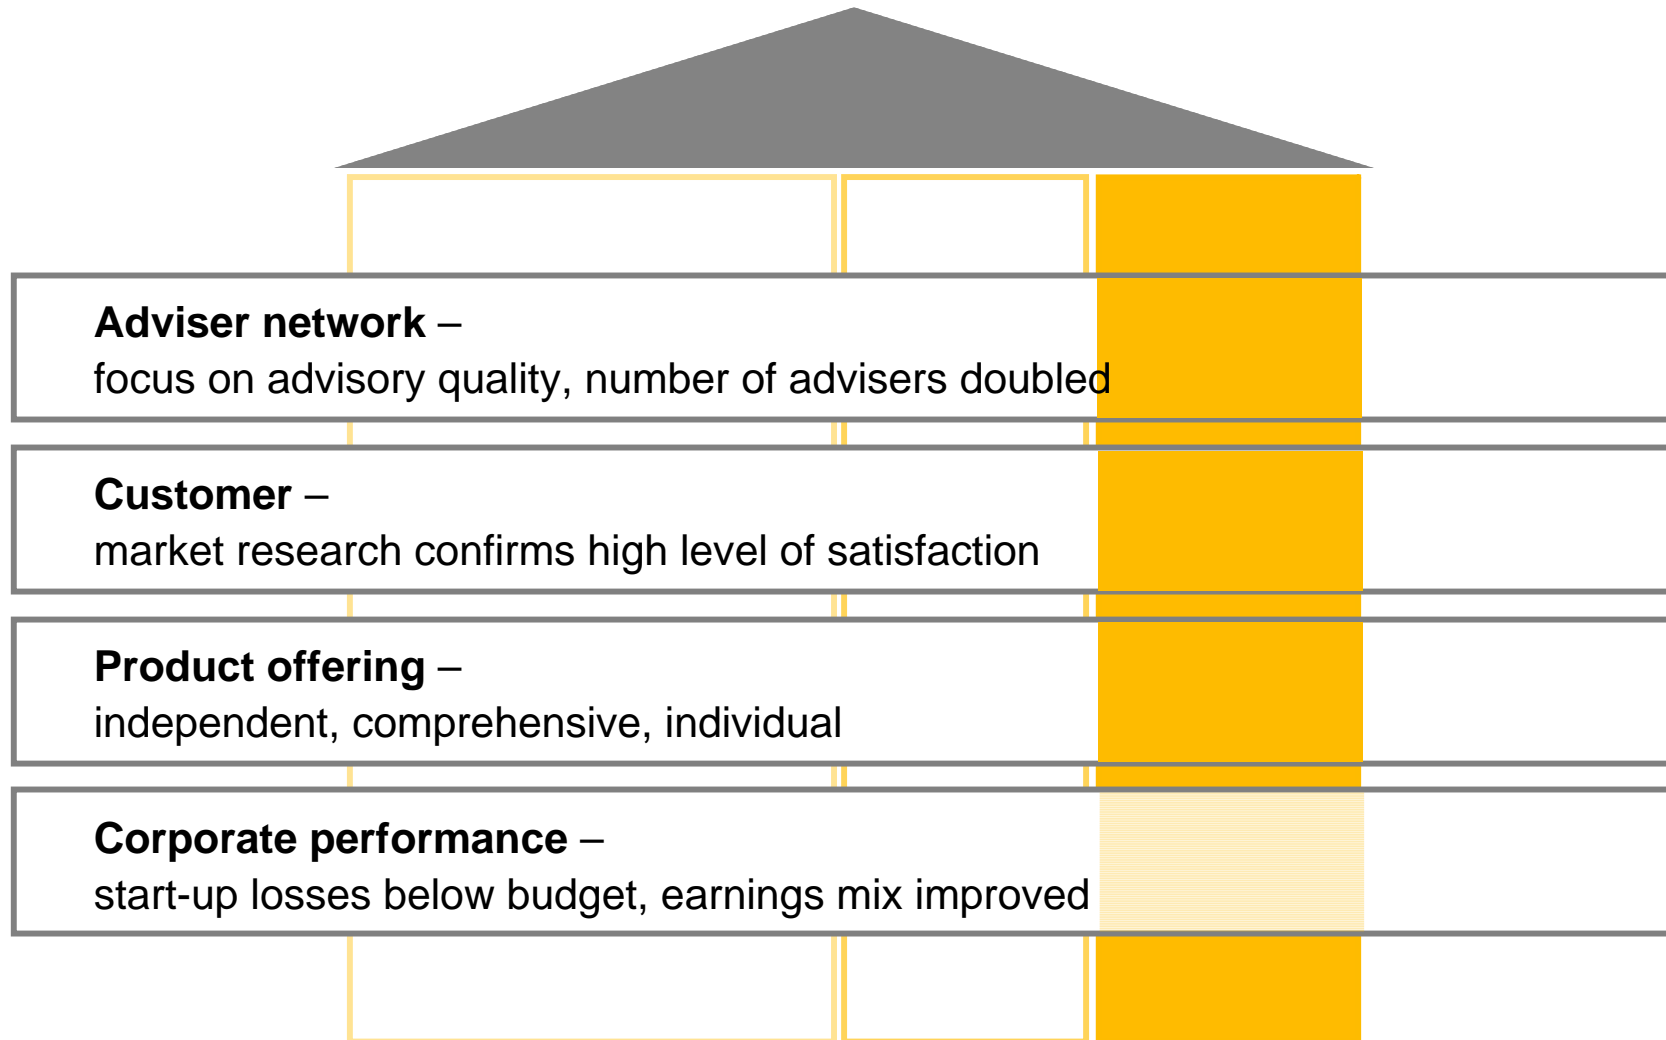 Adviser network –
focus on advisory quality, number of advisers doubled
Customer –
market research confirms high level of satisfaction
Product offering –
independent, comprehensive, individual
Corporate performance –
start-up losses below budget, earnings mix improved